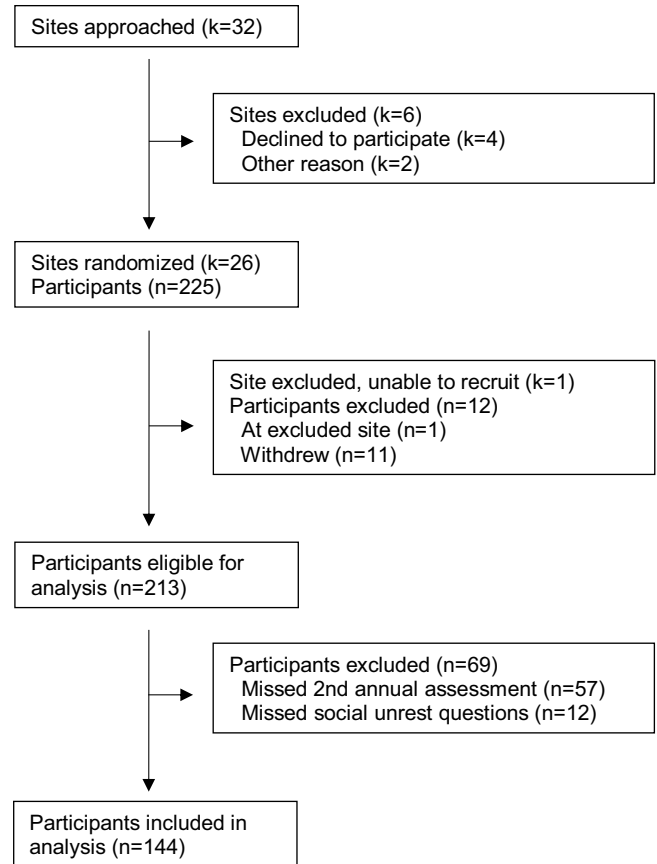 Sites approached (k=32)
Sites excluded (k=6)
Declined to participate (k=4)
Other reason (k=2)
Sites randomized (k=26)
Participants (n=225)
Site excluded, unable to recruit (k=1)
Participants excluded (n=12)
At excluded site (n=1)
Withdrew (n=11)
Participants eligible for
analysis (n=213)
Participants excluded (n=69)
Missed 2nd annual assessment (n=57)
Missed social unrest questions (n=12)
Participants included in
analysis (n=144)